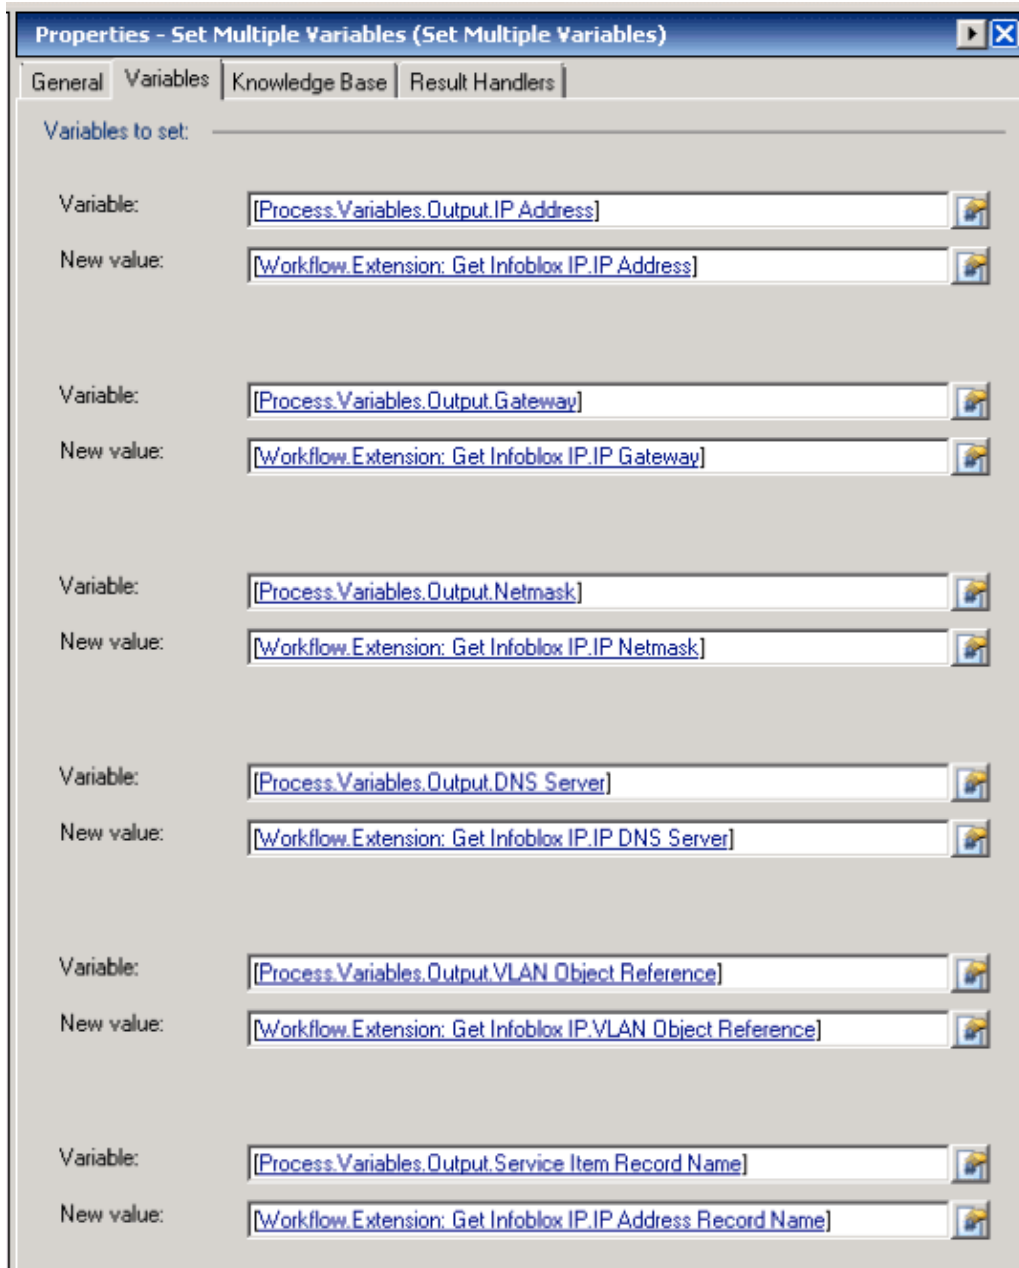 Properties - Set Multiple Variables (Set Multiple Variables)
General Variables Knowledge Base Result Handlers
Variables to set:
Variable: [Process.Variables.Output.IP Address]
New value: [Workflow.Extension: Get Infoblox IP.IP Address]
Variable: [Process.Variables.Output.Gateway]
New value: [Workflow.Extension: Get Infoblox IP.IP Gateway]
Variable: [Process.Variables.Output.Netmask]
New value: [Workflow.Extension: Get Infoblox IP.IP Netmask]
Variable: [Process.Variables.Output.DNS Server]
New value: [Workflow.Extension: Get Infoblox IP.IP DNS Server]
Variable: [Process.Variables.Output.VLAN Object Reference]
New value: [Workflow.Extension: Get Infoblox IP.VLAN Object Reference]
Variable: [Process.Variables.Output.Service Item Record Name]
New value: [Workflow.Extension: Get Infoblox IP.IP Address Record Name]